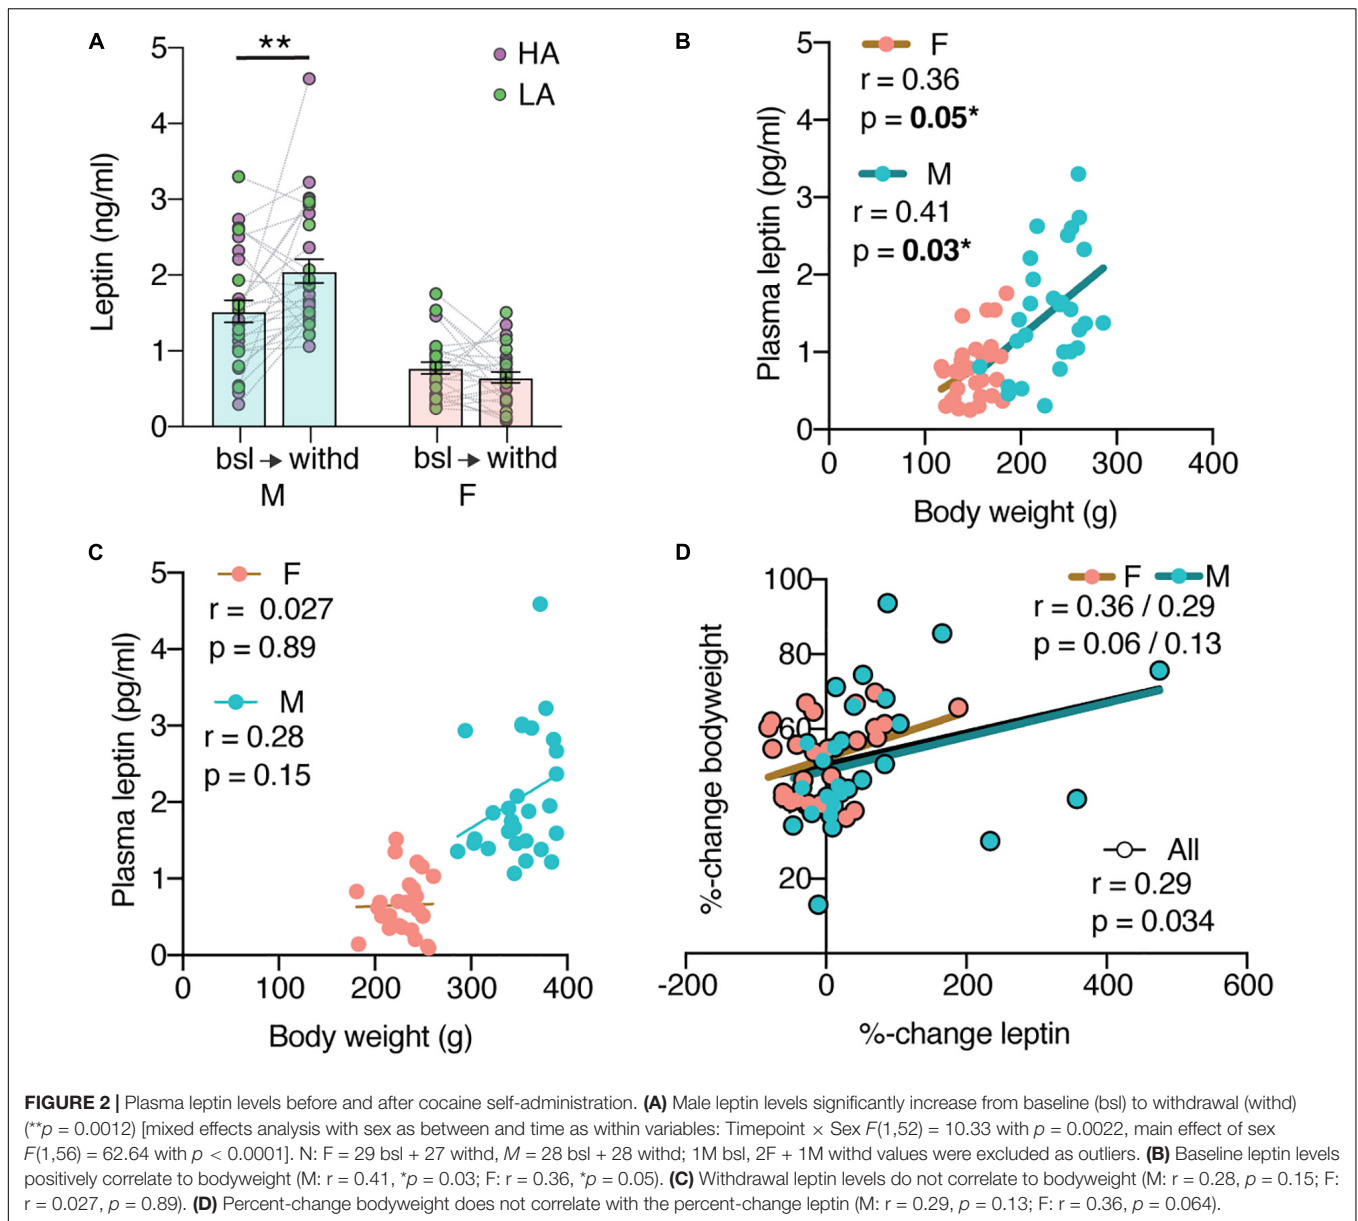 A
5
4
3
2
1
0
Leptin (ng/ml)
**
HA
LA
bsl → withd
bsl → withd
M
F
B
5
4
3
2
1
0
Plasma leptin (pg/ml)
F
r = 0.36
p = 0.05*
M
r = 0.41
p = 0.03*
0 100 200 300 400
Body weight (g)
C
5
4
3
2
1
0
Plasma leptin (pg/ml)
F
r = 0.027
p = 0.89
M
r = 0.28
p = 0.15
0 100 200 300 400
Body weight (g)
D
100
80
60
20
%-change bodyweight
F M
r = 0.36 / 0.29
p = 0.06 / 0.13
All
r = 0.29
p = 0.034
-200 0 200 400 600
%-change leptin
FIGURE 2 | Plasma leptin levels before and after cocaine self-administration. (A) Male leptin levels significantly increase from baseline (bsl) to withdrawal (withd)
(**p = 0.0012) [mixed effects analysis with sex as between and time as within variables: Timepoint × Sex F(1,52) = 10.33 with p = 0.0022, main effect of sex
F(1,56) = 62.64 with p < 0.0001]. N: F = 29 bsl + 27 withd, M = 28 bsl + 28 withd; 1M bsl, 2F + 1M withd values were excluded as outliers. (B) Baseline leptin levels
positively correlate to bodyweight (M: r = 0.41, *p = 0.03; F: r = 0.36, *p = 0.05). (C) Withdrawal leptin levels do not correlate to bodyweight (M: r = 0.28, p = 0.15; F:
r = 0.027, p = 0.89). (D) Percent-change bodyweight does not correlate with the percent-change leptin (M: r = 0.29, p = 0.13; F: r = 0.36, p = 0.064).